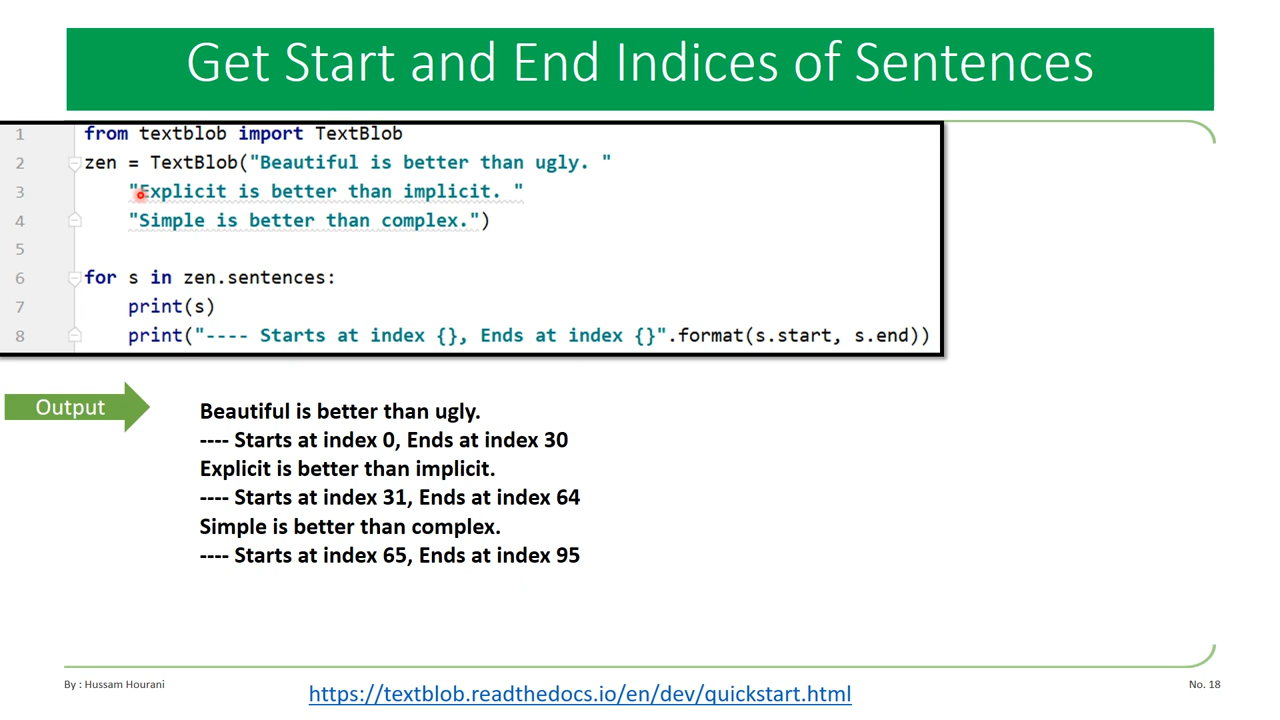 Get Start and End Indices of Sentences
1 from textblob import TextBlob
2 zen = TextBlob("Beautiful is better than ugly. "
3 "Explicit is better than implicit. "
4 "Simple is better than complex.")
5
6 for s in zen.sentences:
7 print(s)
8 print("---- Starts at index {}, Ends at index {}".format(s.start, s.end))
Output
Beautiful is better than ugly.
---- Starts at index 0, Ends at index 30
Explicit is better than implicit.
---- Starts at index 31, Ends at index 64
Simple is better than complex.
---- Starts at index 65, Ends at index 95
By : Hussam Hourani
https://textblob.readthedocs.io/en/dev/quickstart.html
No. 18